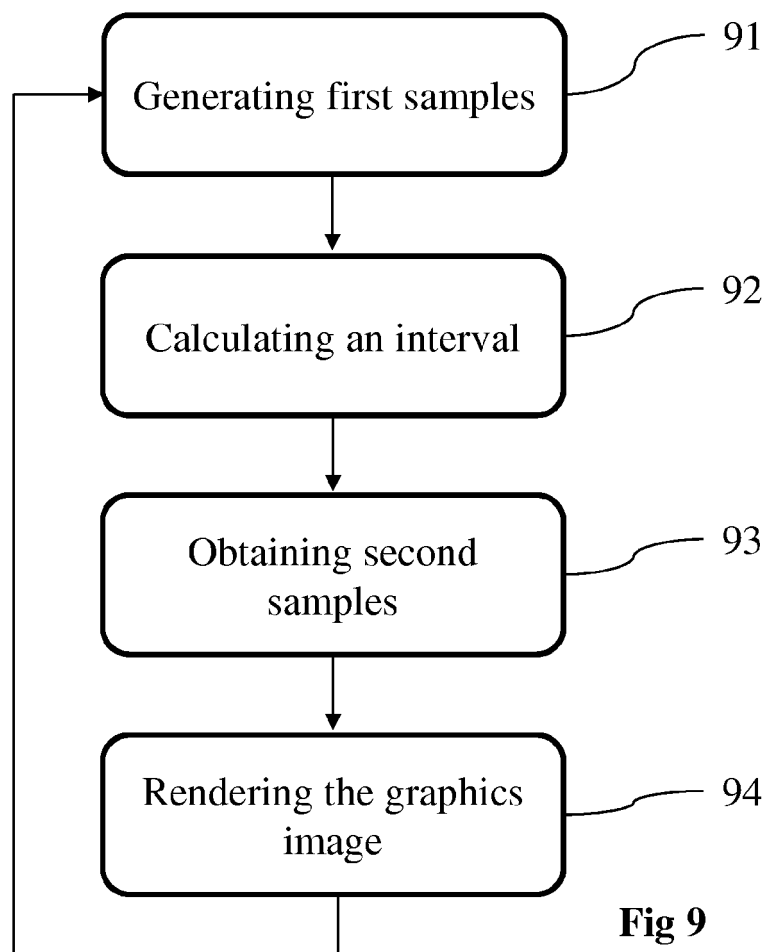 91
Generating first samples
92
Calculating an interval
93
Obtaining second
samples
94
Rendering the graphics
image
Fig 9